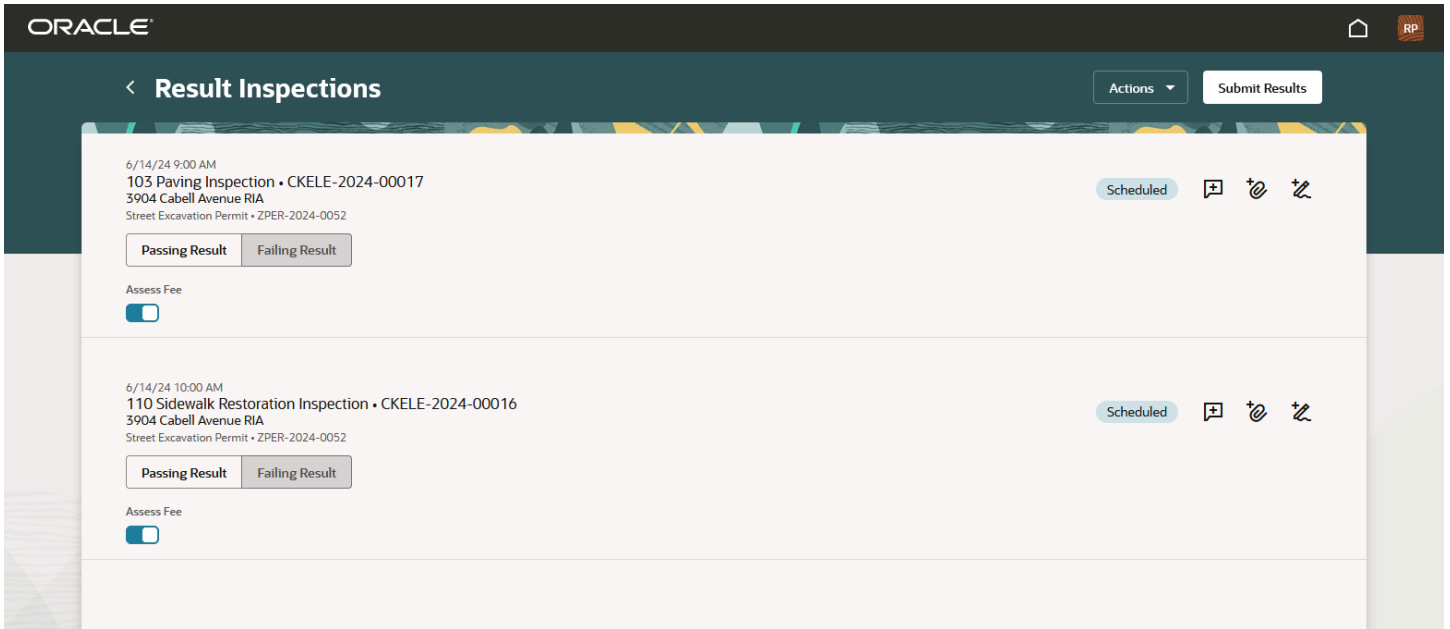 ORACLE
RP
Result Inspections
Actions
Submit Results
6/14/24 9:00 AM
103 Paving Inspection • CKELE-2024-00017
3904 Cabell Avenue RIA
Street Excavation Permit • ZPER-2024-0052
Scheduled
Passing Result
Failing Result
Assess Fee
6/14/24 10:00 AM
110 Sidewalk Restoration Inspection • CKELE-2024-00016
3904 Cabell Avenue RIA
Street Excavation Permit • ZPER-2024-0052
Scheduled
Passing Result
Failing Result
Assess Fee